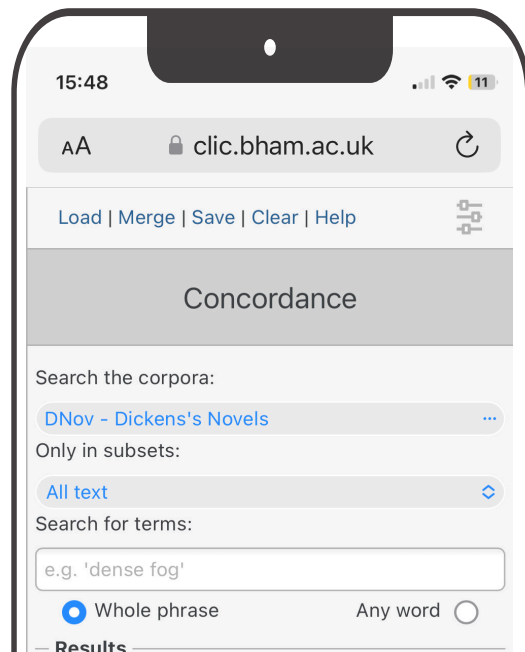 15:48 11
AA clic.bham.ac.uk
Load | Merge | Save | Clear | Help
Concordance
Search the corpora:
DNov - Dickens's Novels ...
Only in subsets:
All text
Search for terms:
e.g. 'dense fog'
Whole phrase Any word
Results